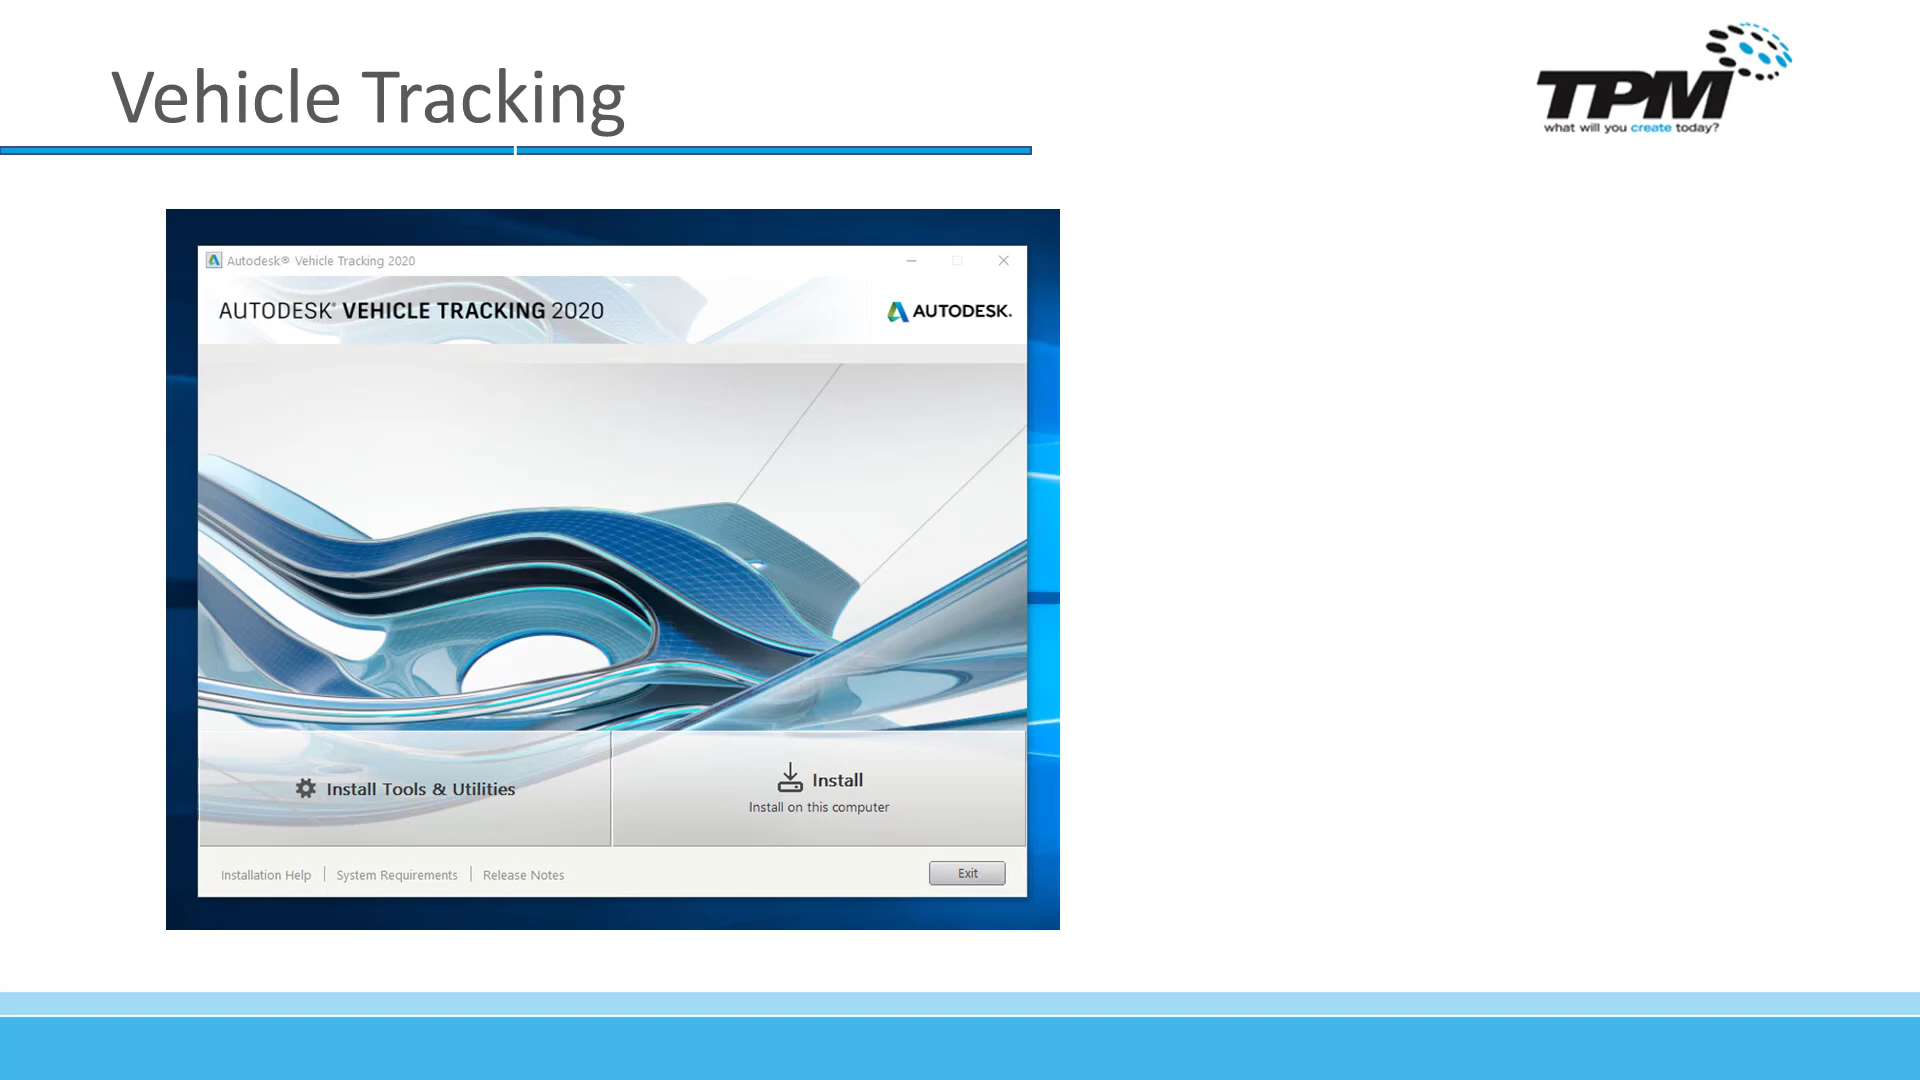 Vehicle Tracking
TPM
what will you create today?
Autodesk® Vehicle Tracking 2020
AUTODESK® VEHICLE TRACKING 2020
AUTODESK.
Install Tools & Utilities
Install
Install on this computer
Installation Help | System Requirements | Release Notes
Exit